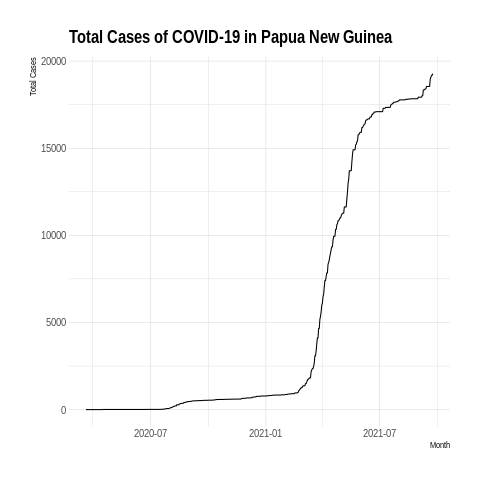 Total Cases of COVID-19 in Papua New Guinea
Total Cases
20000
15000
10000
5000
0
2020-07 2021-01 2021-07
Month